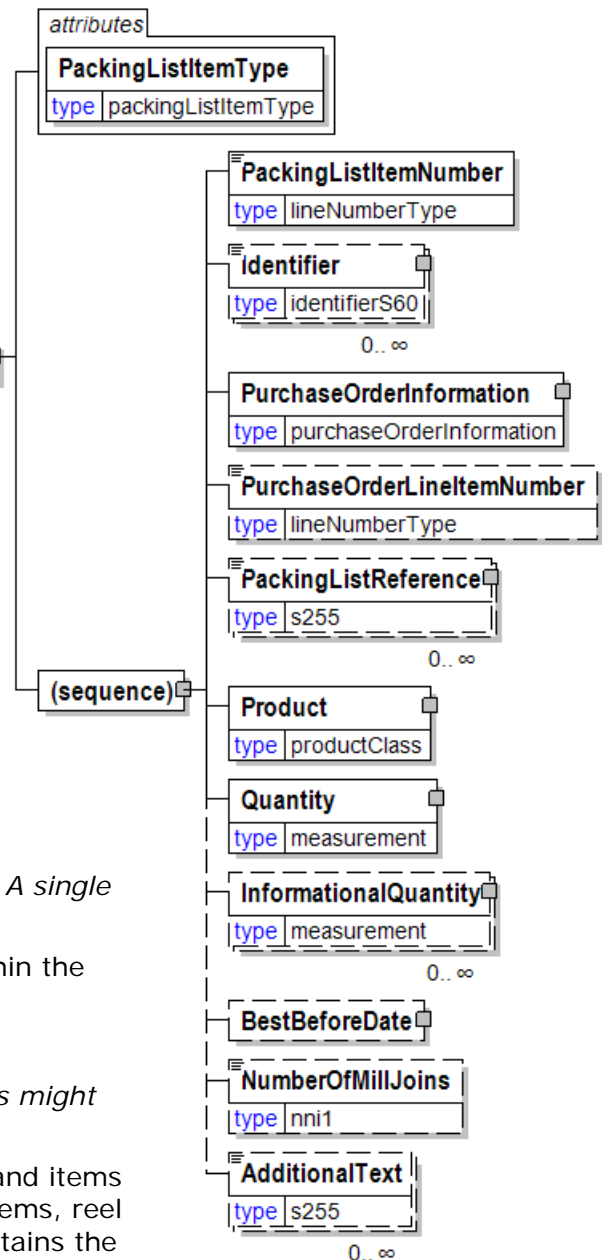 attributes
PackingListItemType
type packingListItemType
PackingListItemNumber
type lineNumberType
Identifier
type identifierS60
0.. ∞
PurchaseOrderInformation
type purchaseOrderInformation
PurchaseOrderLineItemNumber
type lineNumberType
PackingListReference
type s255
0.. ∞
(sequence)
Product
type productClass
Quantity
type measurement
A single
InformationalQuantity
type measurement
hin the
0.. ∞
BestBeforeDate
NumberOfMillJoins
s might
type nni1
and items
AdditionalText
ems, reel
type s255
tains the
0.. ∞